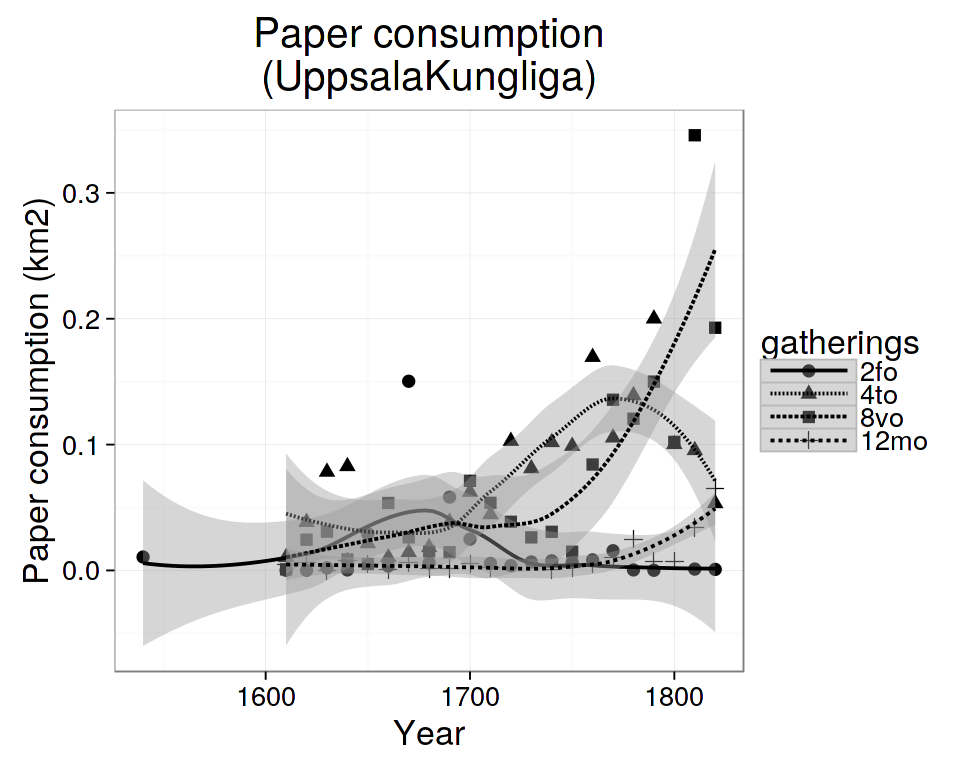 Paper consumption
(UppsalaKungliga)
Paper consumption (km2)
0.3
0.2
0.1
0.0
1600
1700
1800
Year
gatherings
2fo
4to
8vo
12mo